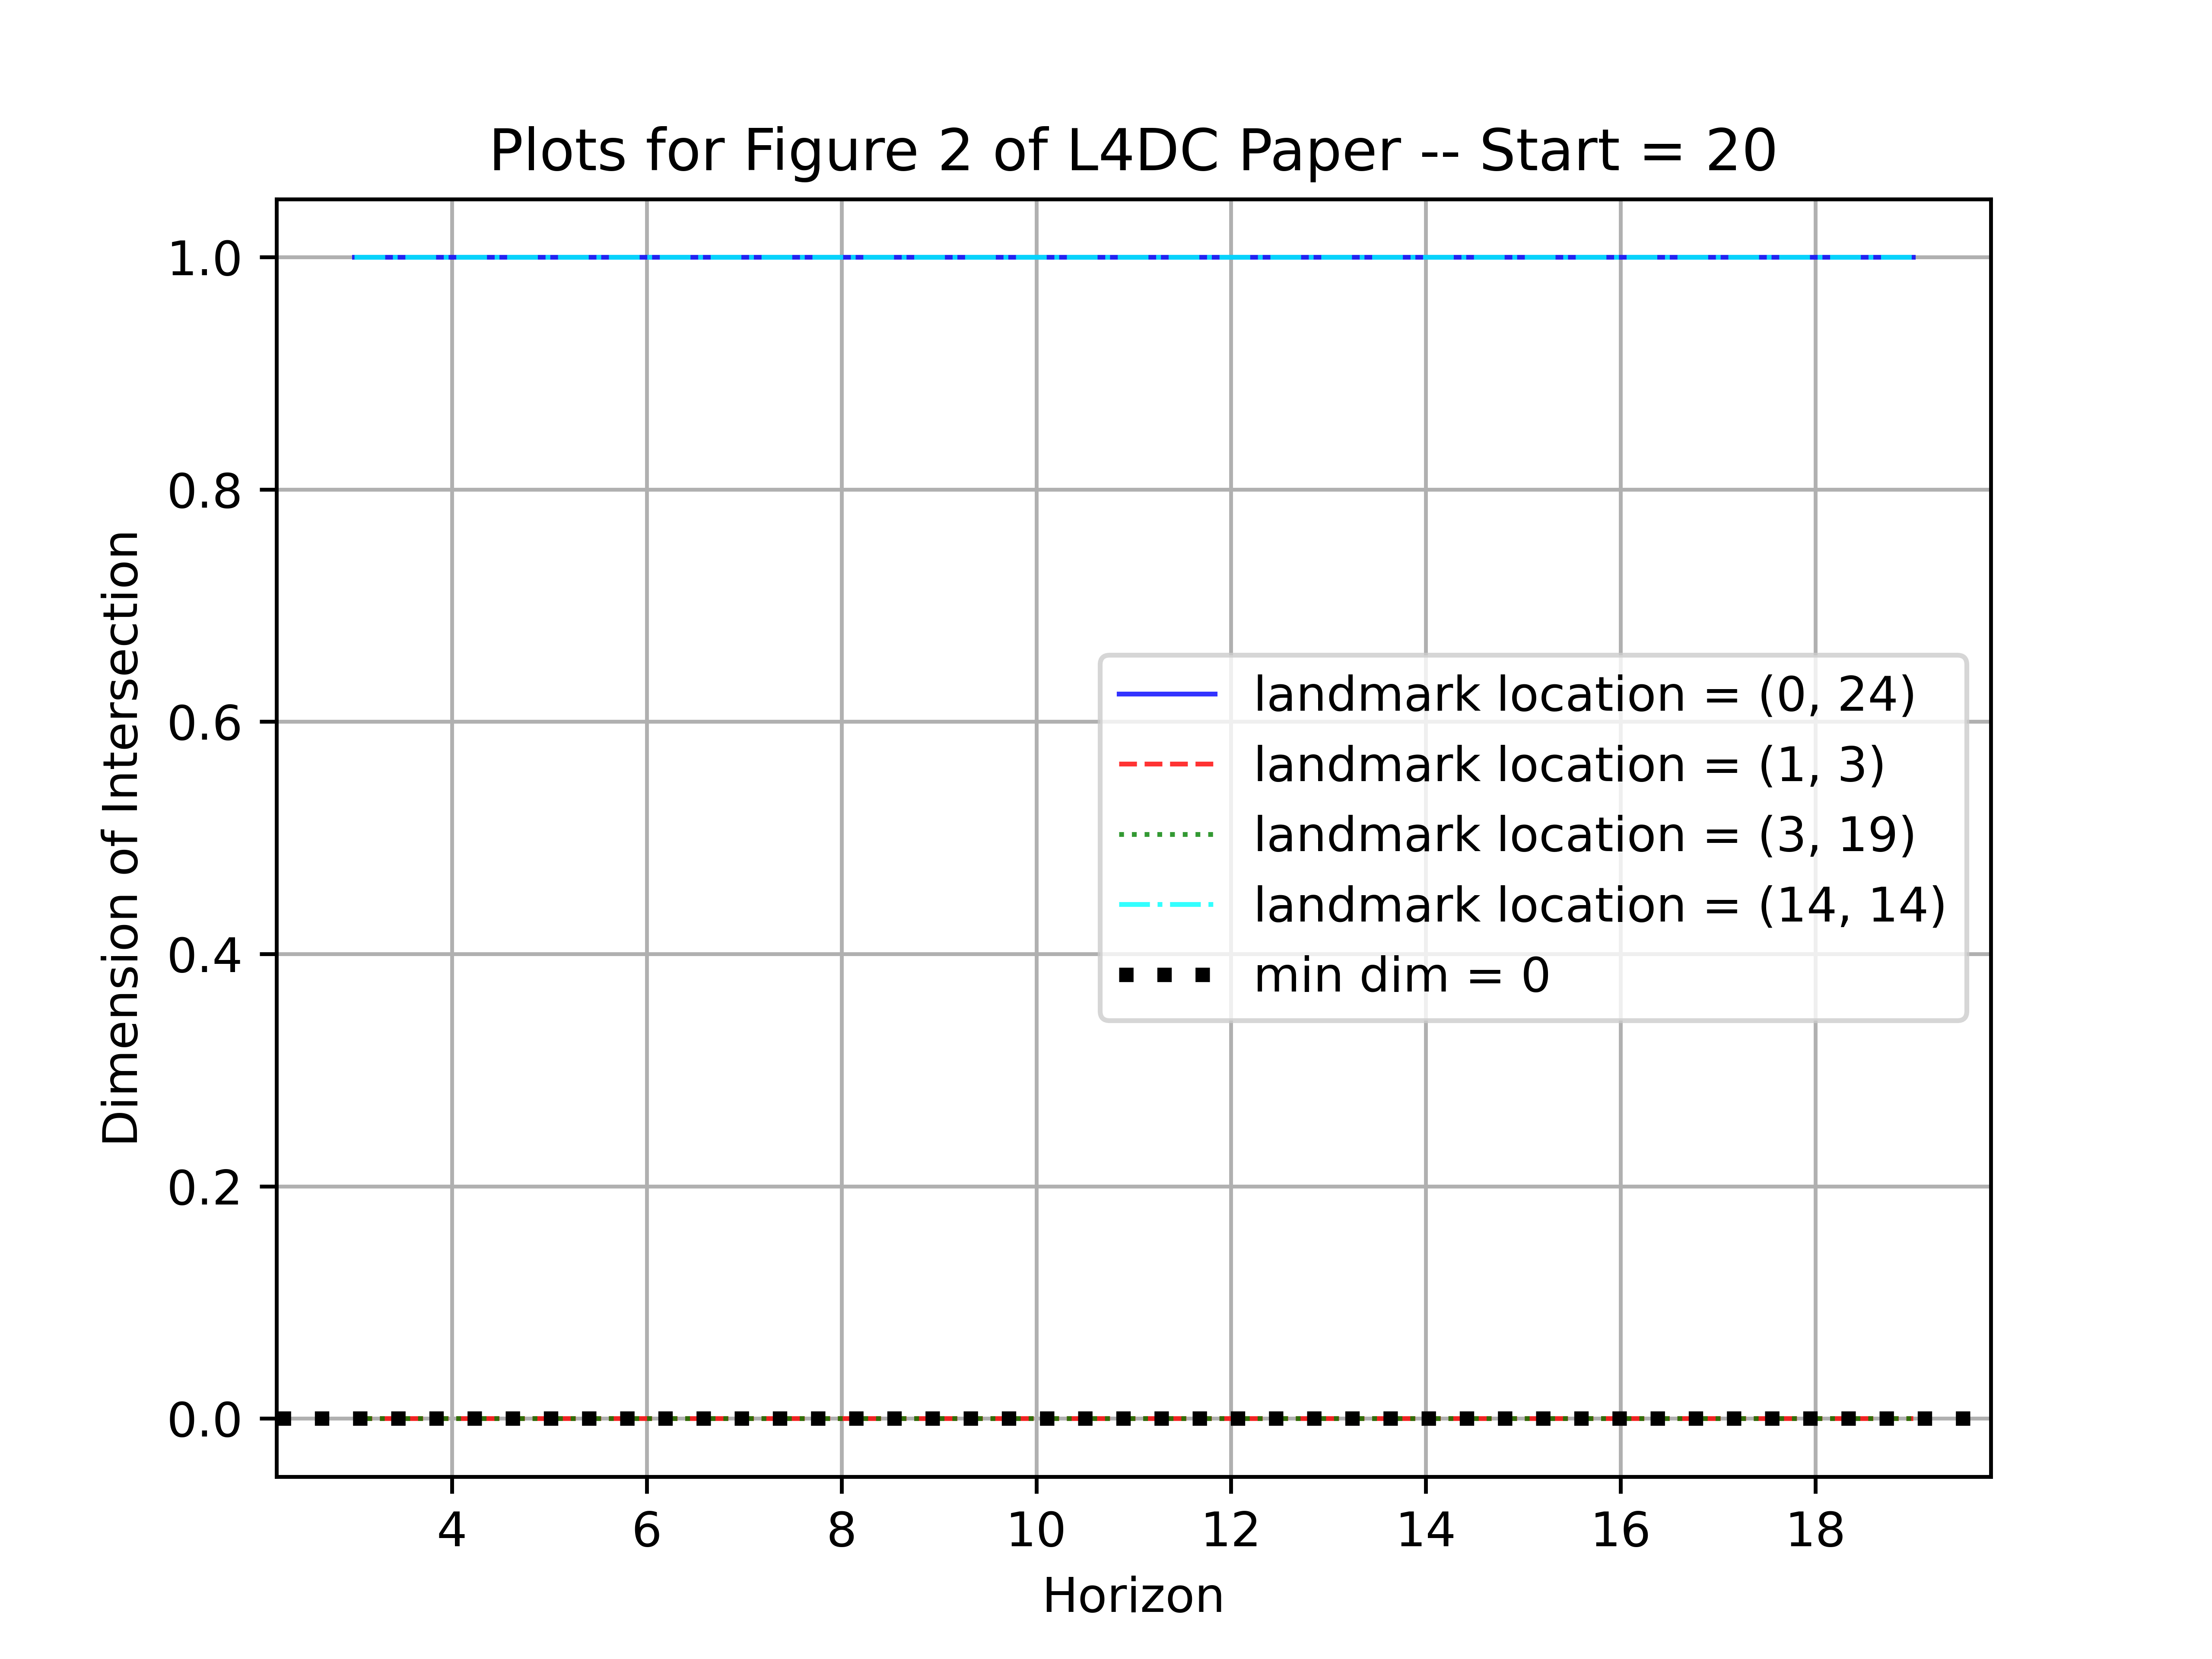 Plots for Figure 2 of L4DC Paper -- Start = 20
Dimension of Intersection
1.0
0.8
0.6
0.4
0.2
0.0
landmark location = (0, 24)
landmark location = (1, 3)
landmark location = (3, 19)
landmark location = (14, 14)
min dim = 0
4 6 8 10 12 14 16 18
Horizon